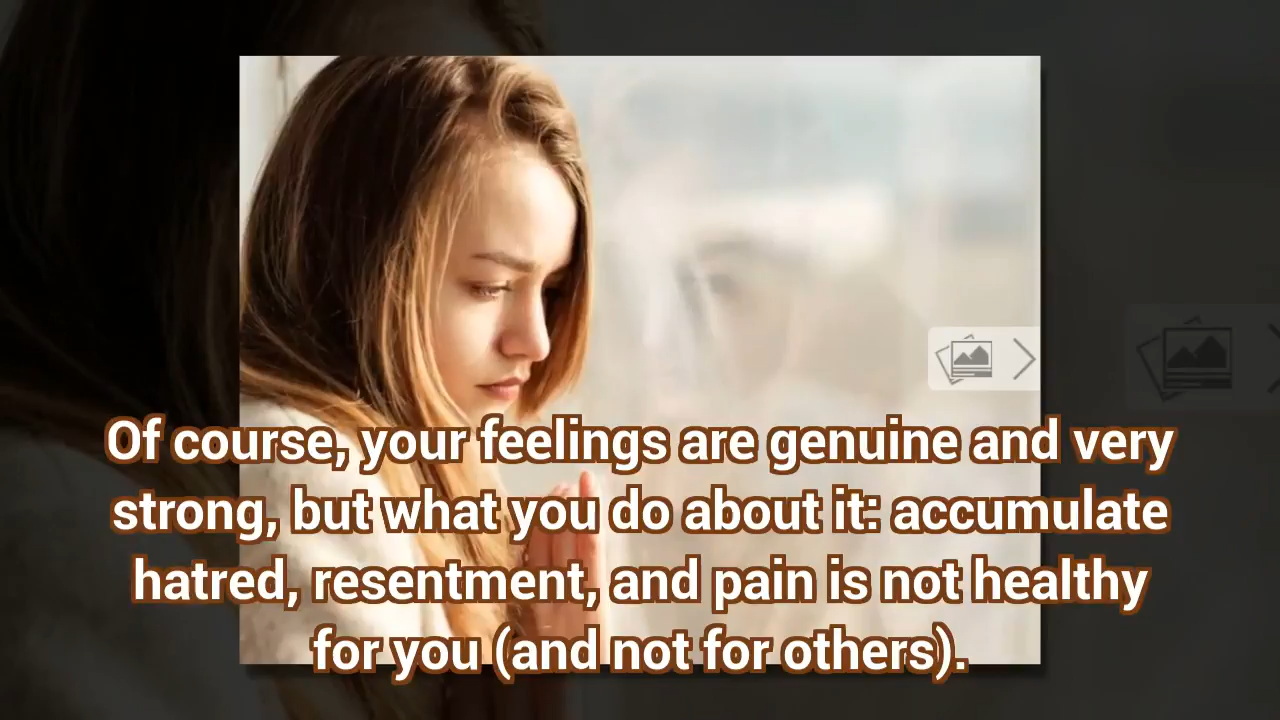 Of course, your feelings are genuine and very
strong, but what you do about it: accumulate
hatred, resentment, and pain is not healthy
for you (and not for others).